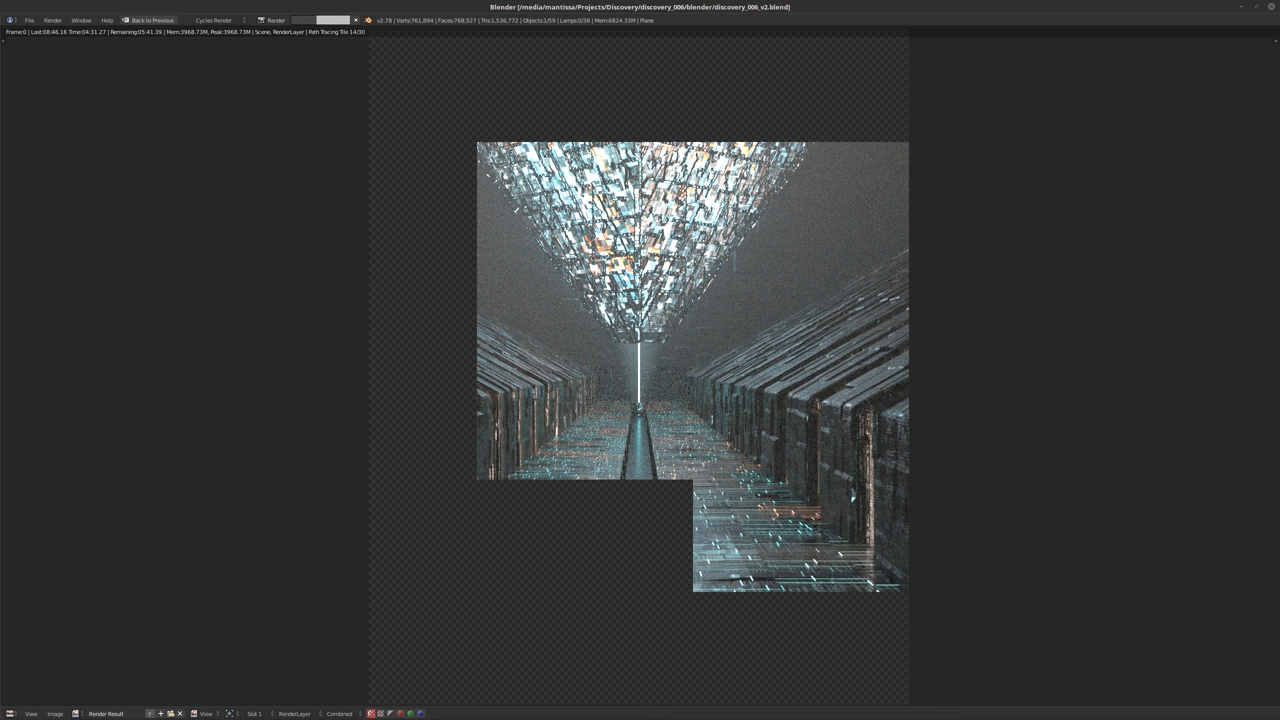 Blender [/media/mantissa/Projects/Discovery/discovery_006/blender/discovery_006_v2.blend]
File Render Window Help Back to Previous Cycles Render Render v2.78 | Verts:761,894 | Faces:768,527 | Tris:1,536,772 | Objects:1/59 | Lamps:0/38 | Mem:6824.33M | Plane
Frame:0 | Last:08:46.16 Time:04:31.27 | Remaining:05:41.39 | Mem:3968.73M, Peak:3968.73M | Scene, RenderLayer | Path Tracing Tile 14/30
View Image Render Result F View Slot 1 RenderLayer Combined